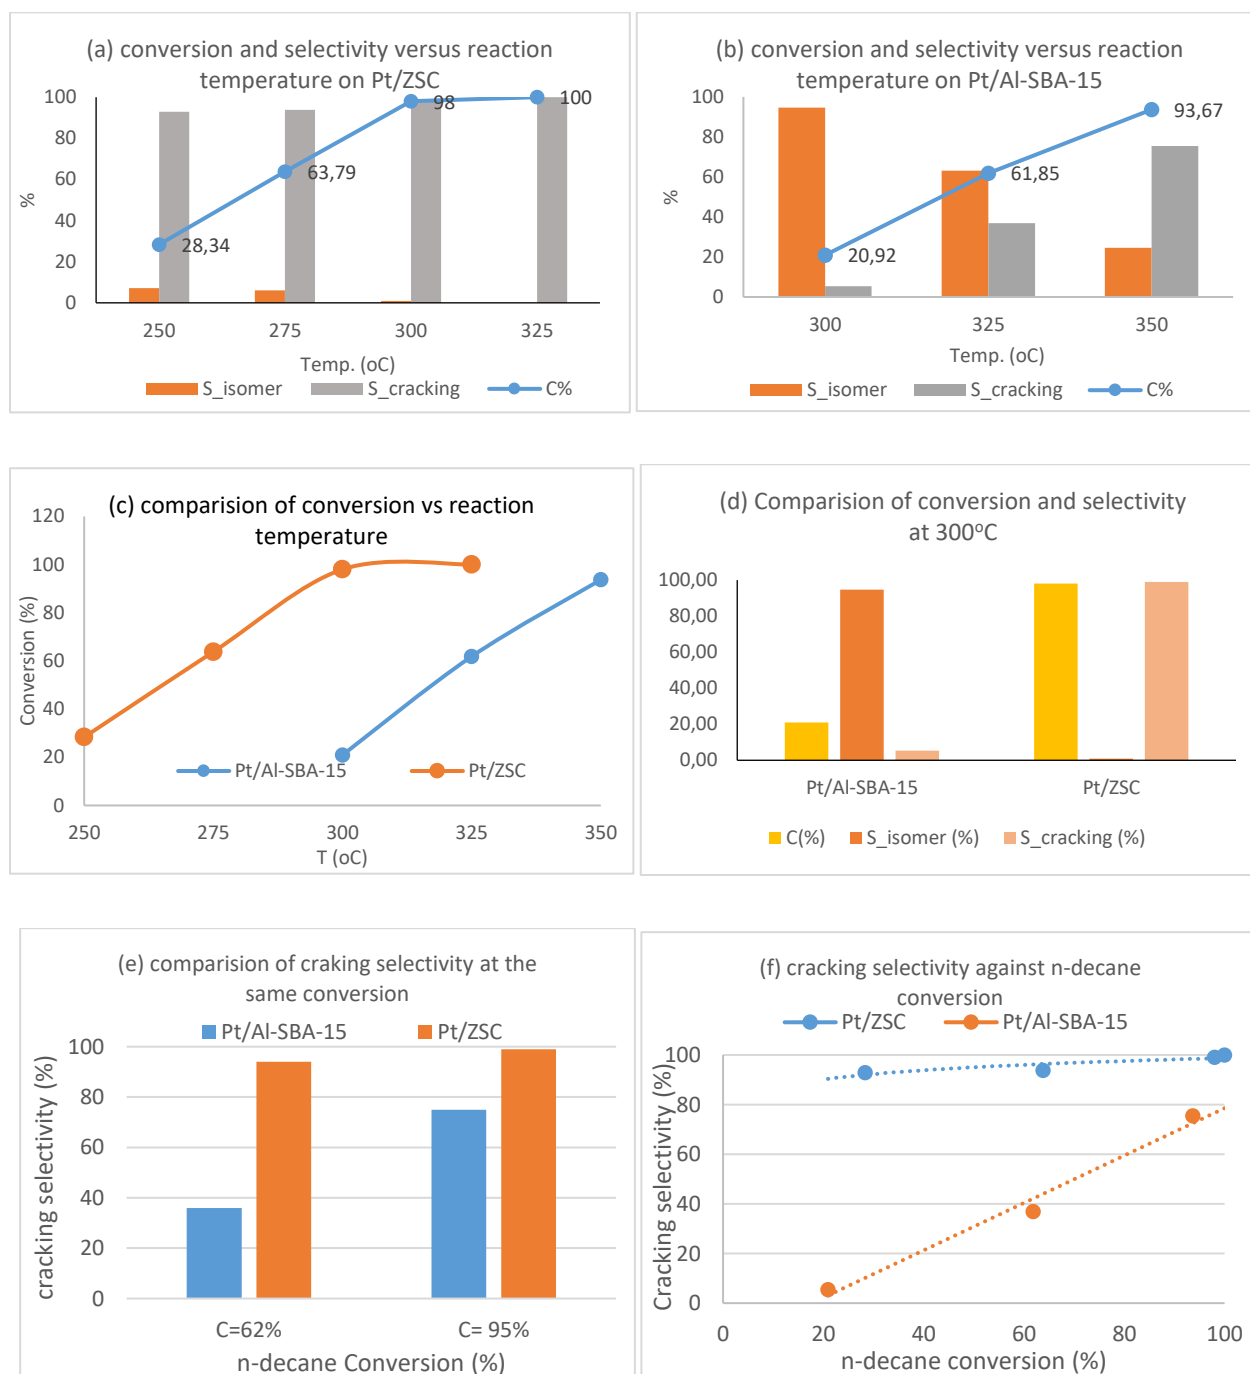 (a) conversion and selectivity versus reaction
temperature on Pt/ZSC
100
80
60
40
20
0
%
28,34
63,79
98
100
250
275
300
325
Temp. (oC)
S_isomer
S_cracking
C%
(b) conversion and selectivity versus reaction
temperature on Pt/Al-SBA-15
100
80
60
40
20
0
%
20,92
61,85
93,67
300
325
350
Temp. (oC)
S_isomer
S_cracking
C%
(c) comparision of conversion vs reaction
temperature
120
100
80
60
40
20
0
Conversion (%)
Pt/Al-SBA-15
Pt/ZSC
250
275
300
325
350
T (oC)
(d) Comparision of conversion and selectivity
at 300ºC
100,00
80,00
60,00
40,00
20,00
0,00
Pt/Al-SBA-15
Pt/ZSC
C(%)
S_isomer (%)
S_cracking (%)
(e) comparision of craking selectivity at the
same conversion
Pt/Al-SBA-15
Pt/ZSC
100
80
60
40
20
0
cracking selectivity (%)
C=62%
C= 95%
n-decane Conversion (%)
(f) cracking selectivity against n-decane
conversion
Pt/ZSC
Pt/Al-SBA-15
100
80
60
40
20
0
Cracking selectivity (%)
0
20
40
60
80
100
n-decane conversion (%)